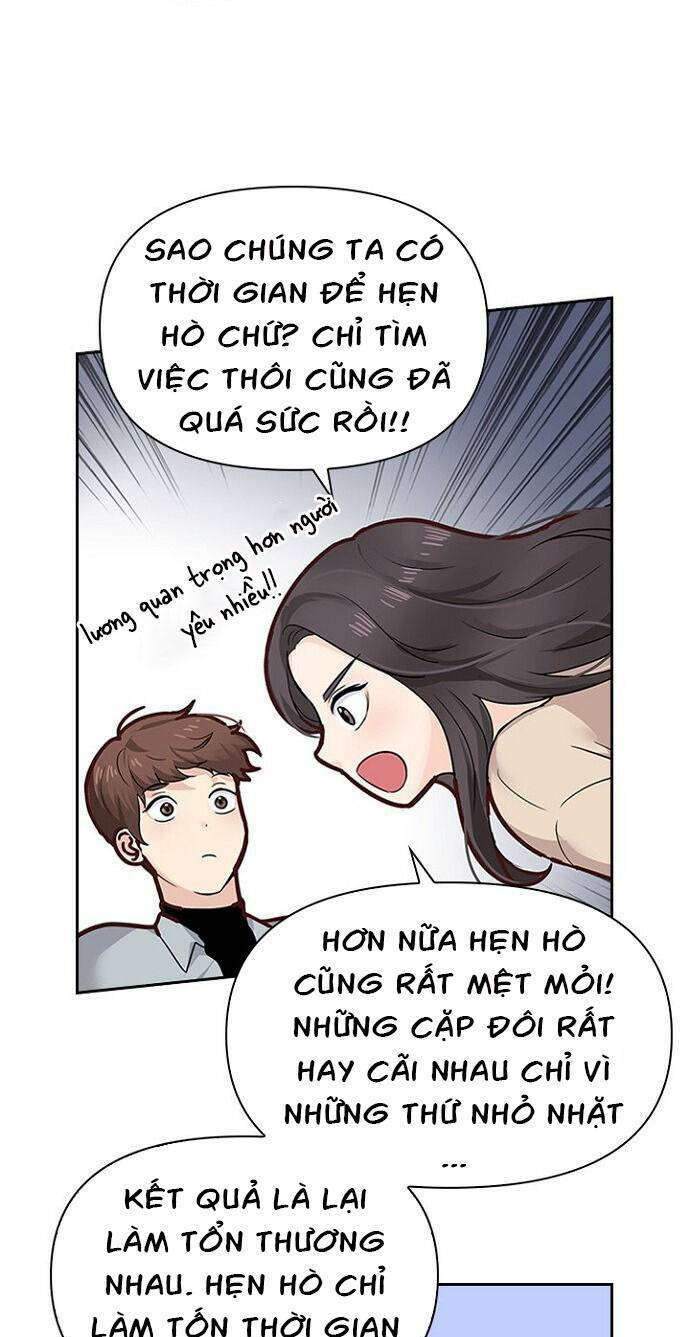 SAO CHÚNG TA CÓ
THỜI GIAN ĐỂ HẸN
HÒ CHỨ? CHỈ TÌM
VIỆC THÔI CŨNG ĐÃ
QUÁ SỨC RỒI!!
lương quan trọng hơn người
yêu nhiều!!
HƠN NỮA HẸN HÒ
CŨNG RẤT MỆT MỎI!
NHỮNG CẶP ĐÔI RẤT
HAY CÃI NHAU CHỈ VÌ
NHỮNG THỨ NHỎ NHẶT
...
KẾT QUẢ LÀ LẠI
LÀM TỔN THƯƠNG
NHAU. HẸN HÒ CHỈ
LÀM TỐN THỜI GIAN